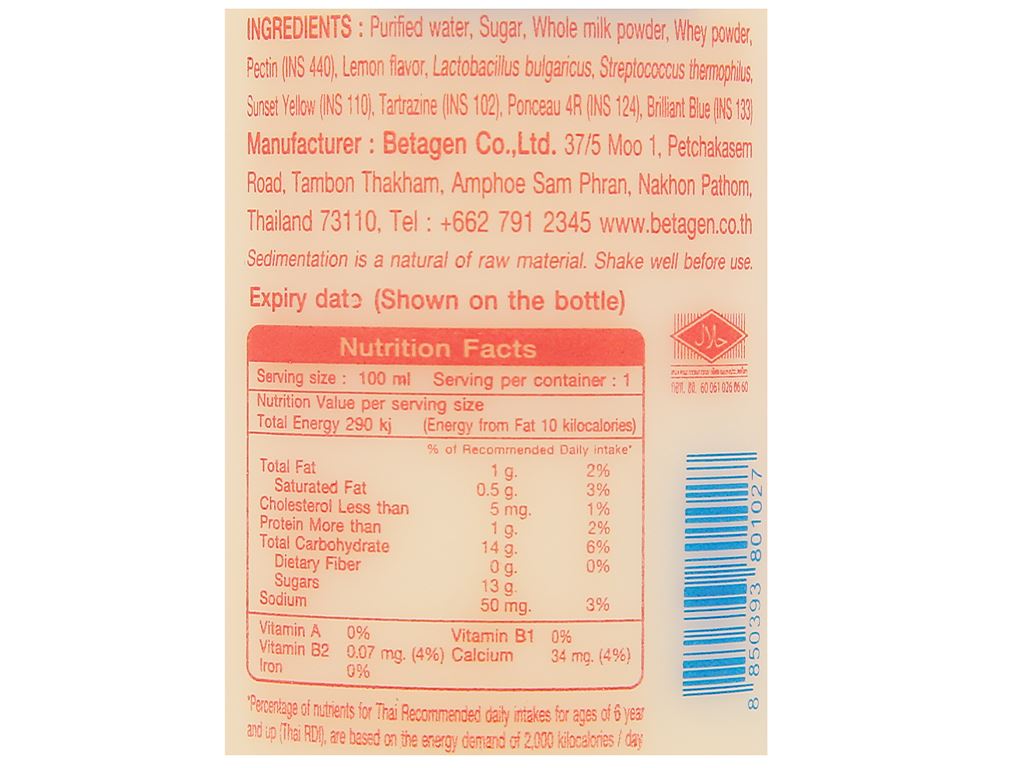 INGREDIENTS : Purified water, Sugar, Whole milk powder, Whey powder,
Pectin (INS 440), Lemon flavor, Lactobacillus bulgaricus, Streptococcus thermophilus,
Sunset Yellow (INS 110), Tartrazine (INS 102), Ponceau 4R (INS 124), Brilliant Blue (INS 133)
Manufacturer : Betagen Co.,Ltd. 37/5 Moo 1, Petchakasem
Road, Tambon Thakham, Amphoe Sam Phran, Nakhon Pathom,
Thailand 73110, Tel : +662 791 2345 www.betagen.co.th
Sedimentation is a natural of raw material. Shake well before use.
Expiry date (Shown on the bottle)
حلال
60 061 026 06 60
Nutrition Facts
Serving size : 100 ml Serving per container : 1
Nutrition Value per serving size
Total Energy 290 kj (Energy from Fat 10 kilocalories)
% of Recommended Daily intake*
Total Fat 1 g. 2%
Saturated Fat 0.5 g. 3%
Cholesterol Less than 5 mg. 1%
Protein More than 1 g. 2%
Total Carbohydrate 14 g. 6%
Dietary Fiber 0 g. 0%
Sugars 13 g.
Sodium 50 mg. 3%
Vitamin A 0% Vitamin B1 0%
Vitamin B2 0.07 mg. (4%) Calcium 34 mg. (4%)
Iron 0%
*Percentage of nutrients for Thai Recommended daily intakes for ages of 6 year
and up (Thai RDI), are based on the energy demand of 2,000 kilocalories / day
8 850393 801027